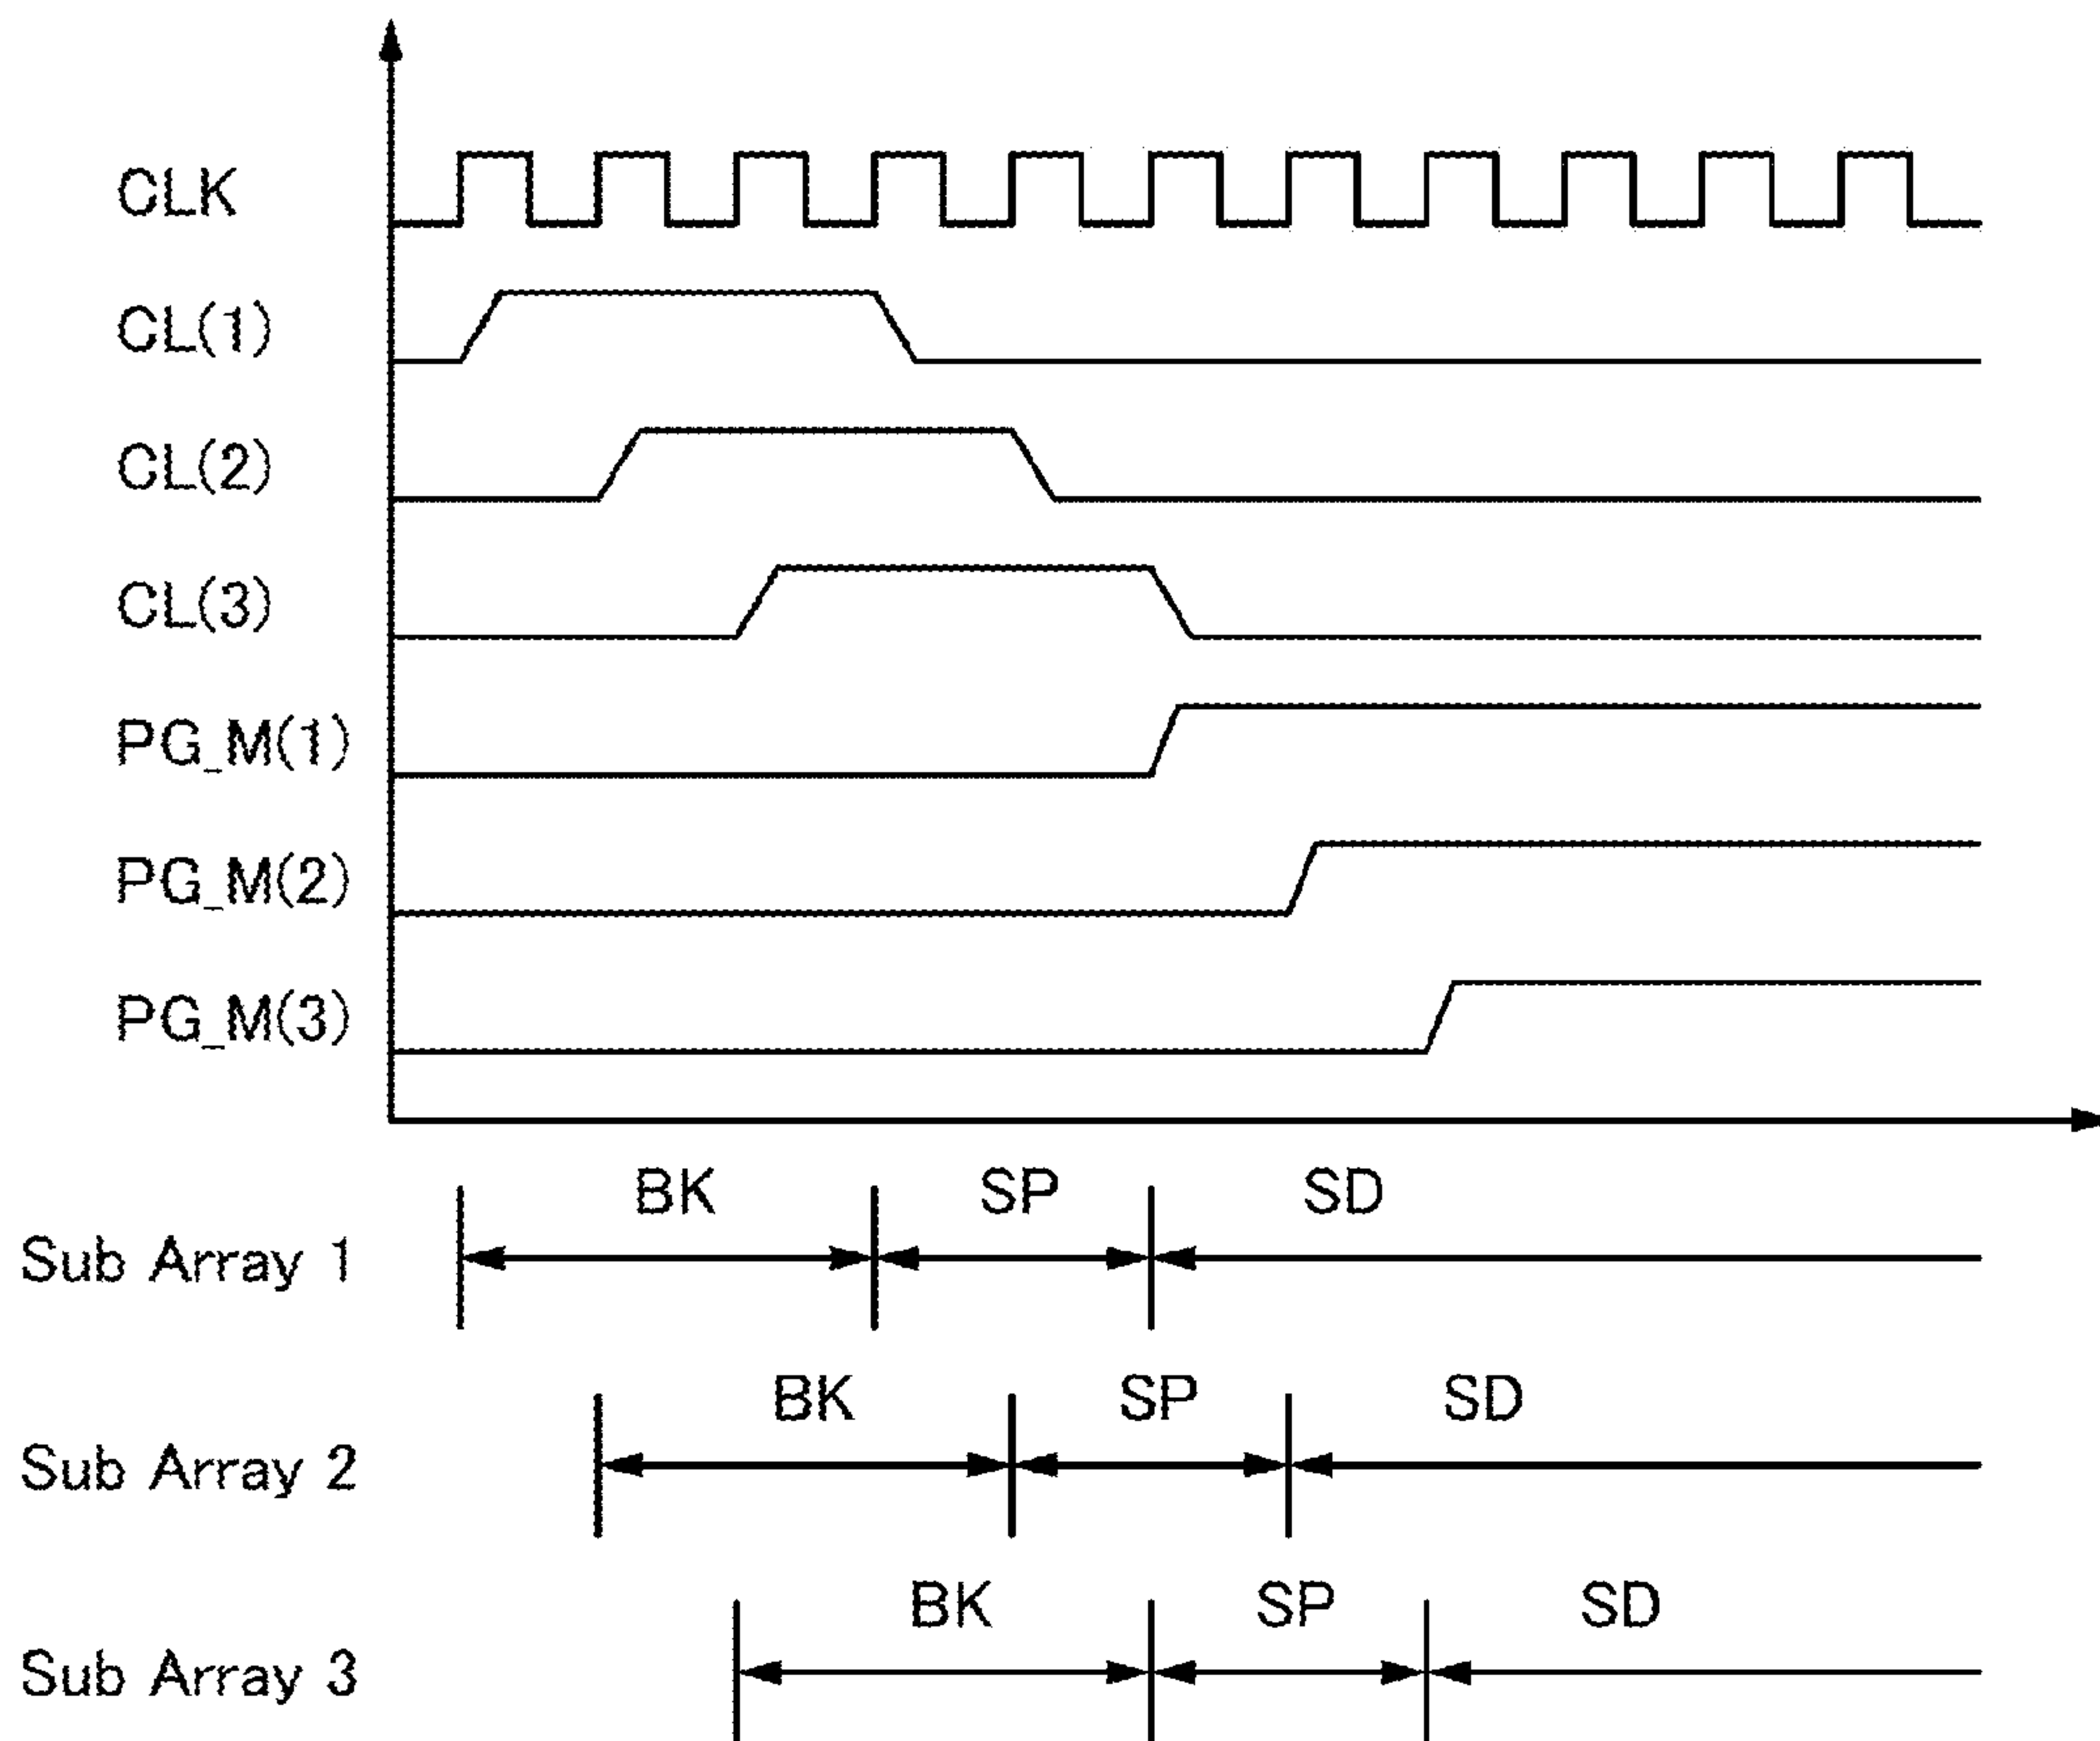 CLK
CL(1)
CL(2)
CL(3)
PG_M(1)
PG_M(2)
PG_M(3)
BK SP SD
Sub Array 1
BK SP SD
Sub Array 2
BK SP SD
Sub Array 3